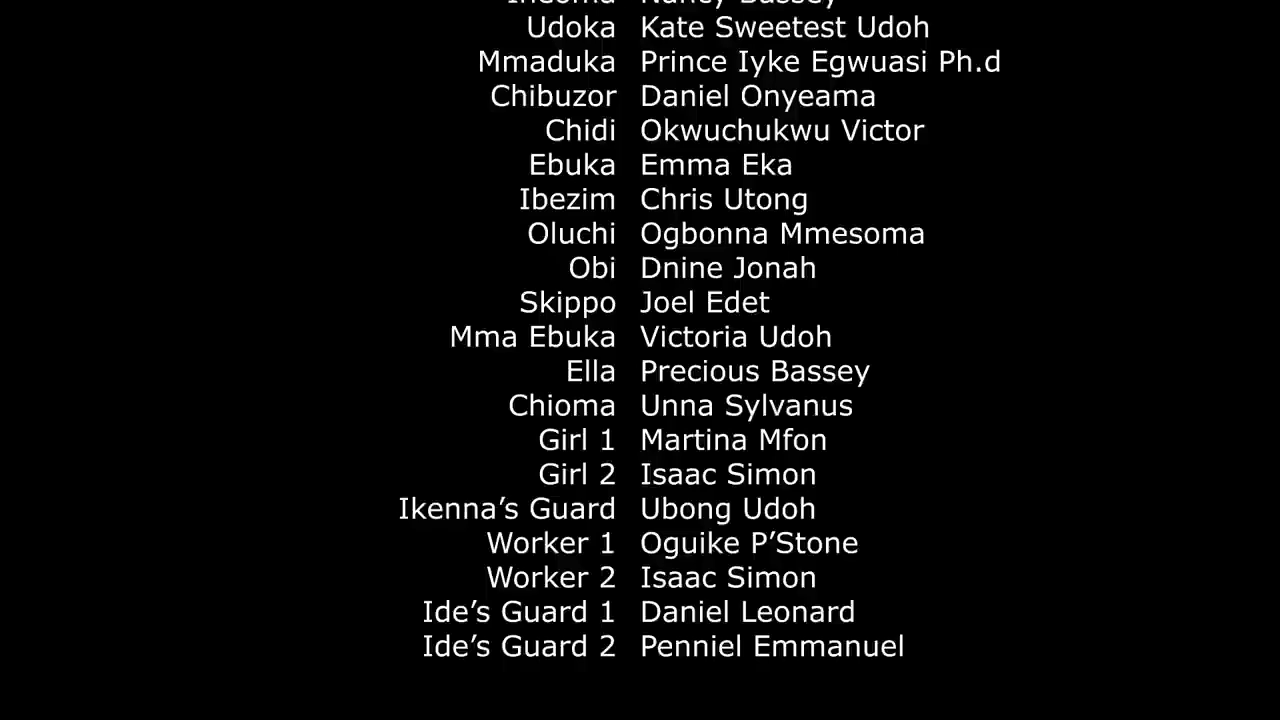 Nancy Bassey
Udoka Kate Sweetest Udoh
Mmaduka Prince Iyke Egwuasi Ph.d
Chibuzor Daniel Onyeama
Chidi Okwuchukwu Victor
Ebuka Emma Eka
Ibezim Chris Utong
Oluchi Ogbonna Mmesoma
Obi Dnine Jonah
Skippo Joel Edet
Mma Ebuka Victoria Udoh
Ella Precious Bassey
Chioma Unna Sylvanus
Girl 1 Martina Mfon
Girl 2 Isaac Simon
Ikenna’s Guard Ubong Udoh
Worker 1 Oguike P’Stone
Worker 2 Isaac Simon
Ide’s Guard 1 Daniel Leonard
Ide’s Guard 2 Penniel Emmanuel